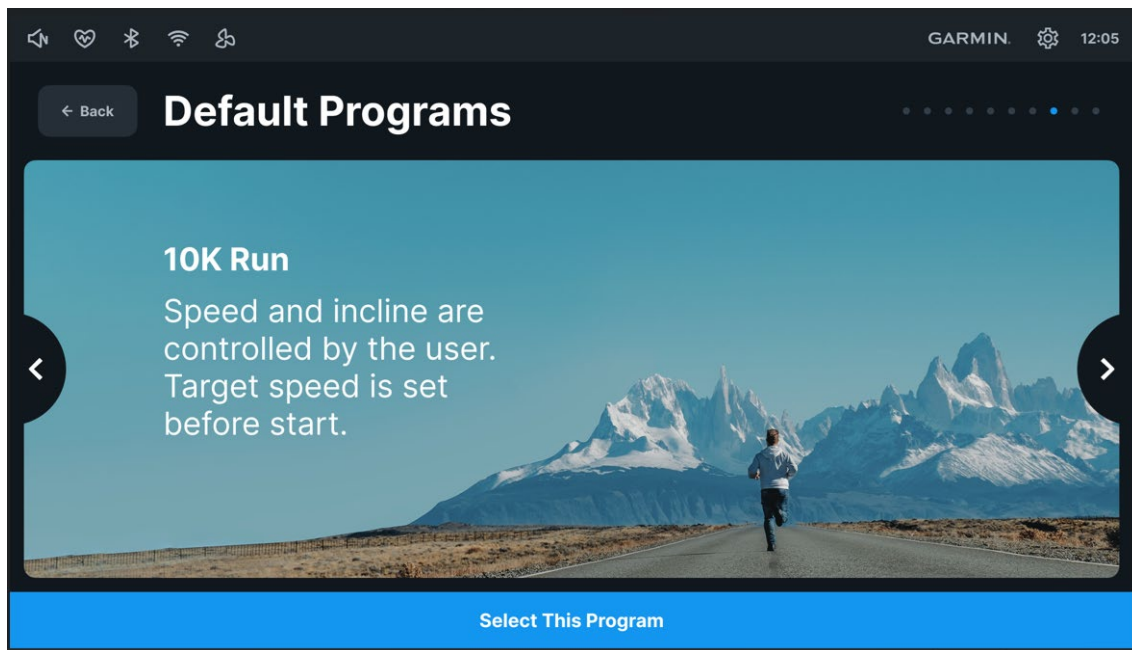 GARMIN.
12:05
← Back
Default Programs
10K Run
Speed and incline are
controlled by the user.
Target speed is set
before start.
Select This Program